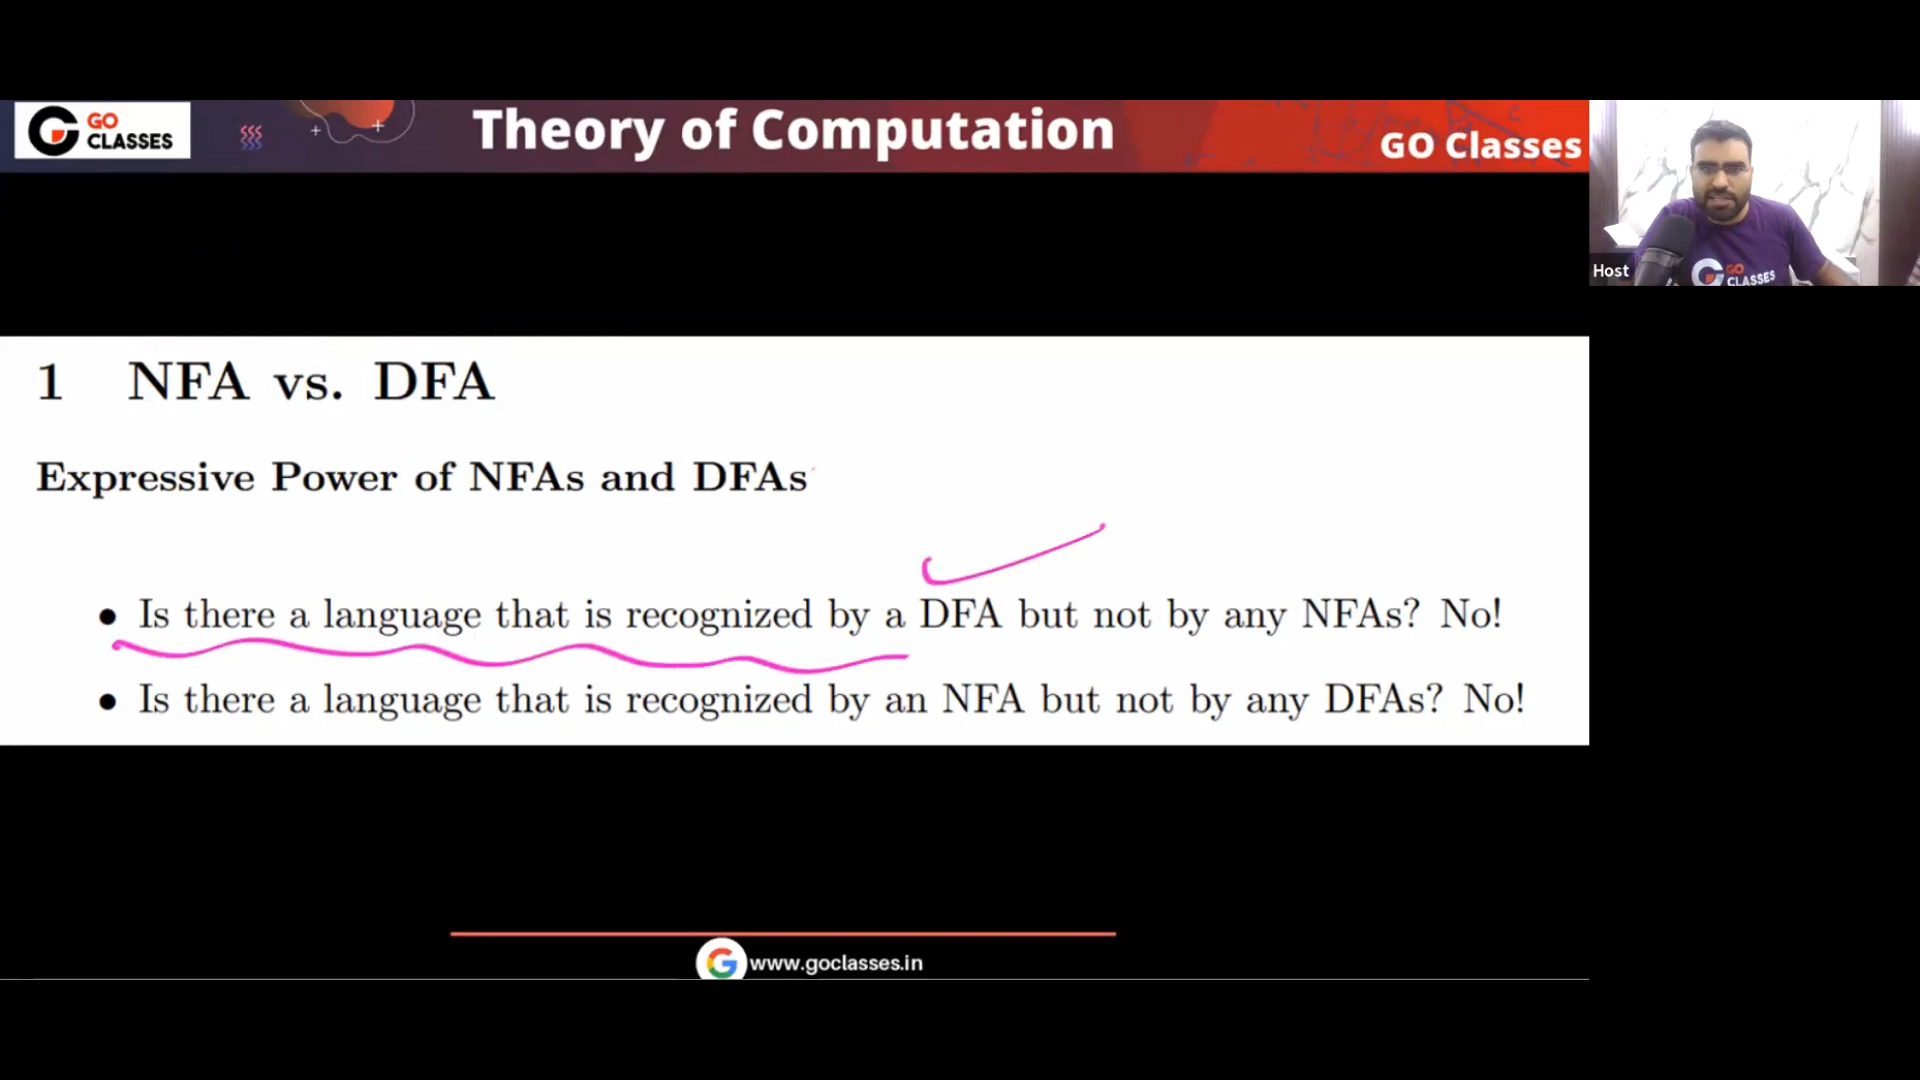 GO
CLASSES
Theory of Computation
GO Classes
Host
GO
CLASSES
1 NFA vs. DFA
Expressive Power of NFAs and DFAs
• Is there a language that is recognized by a DFA but not by any NFAs? No!
• Is there a language that is recognized by an NFA but not by any DFAs? No!
www.goclasses.in